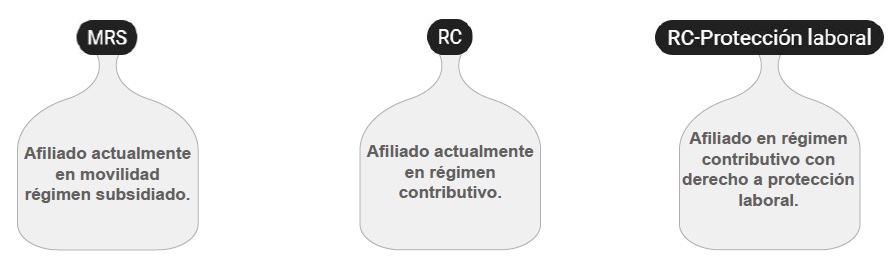 MRS
Afiliado actualmente
en movilidad
régimen subsidiado.
RC
Afiliado actualmente
en régimen
contributivo.
RC-Protección laboral
Afiliado en régimen
contributivo con
derecho a protección
laboral.